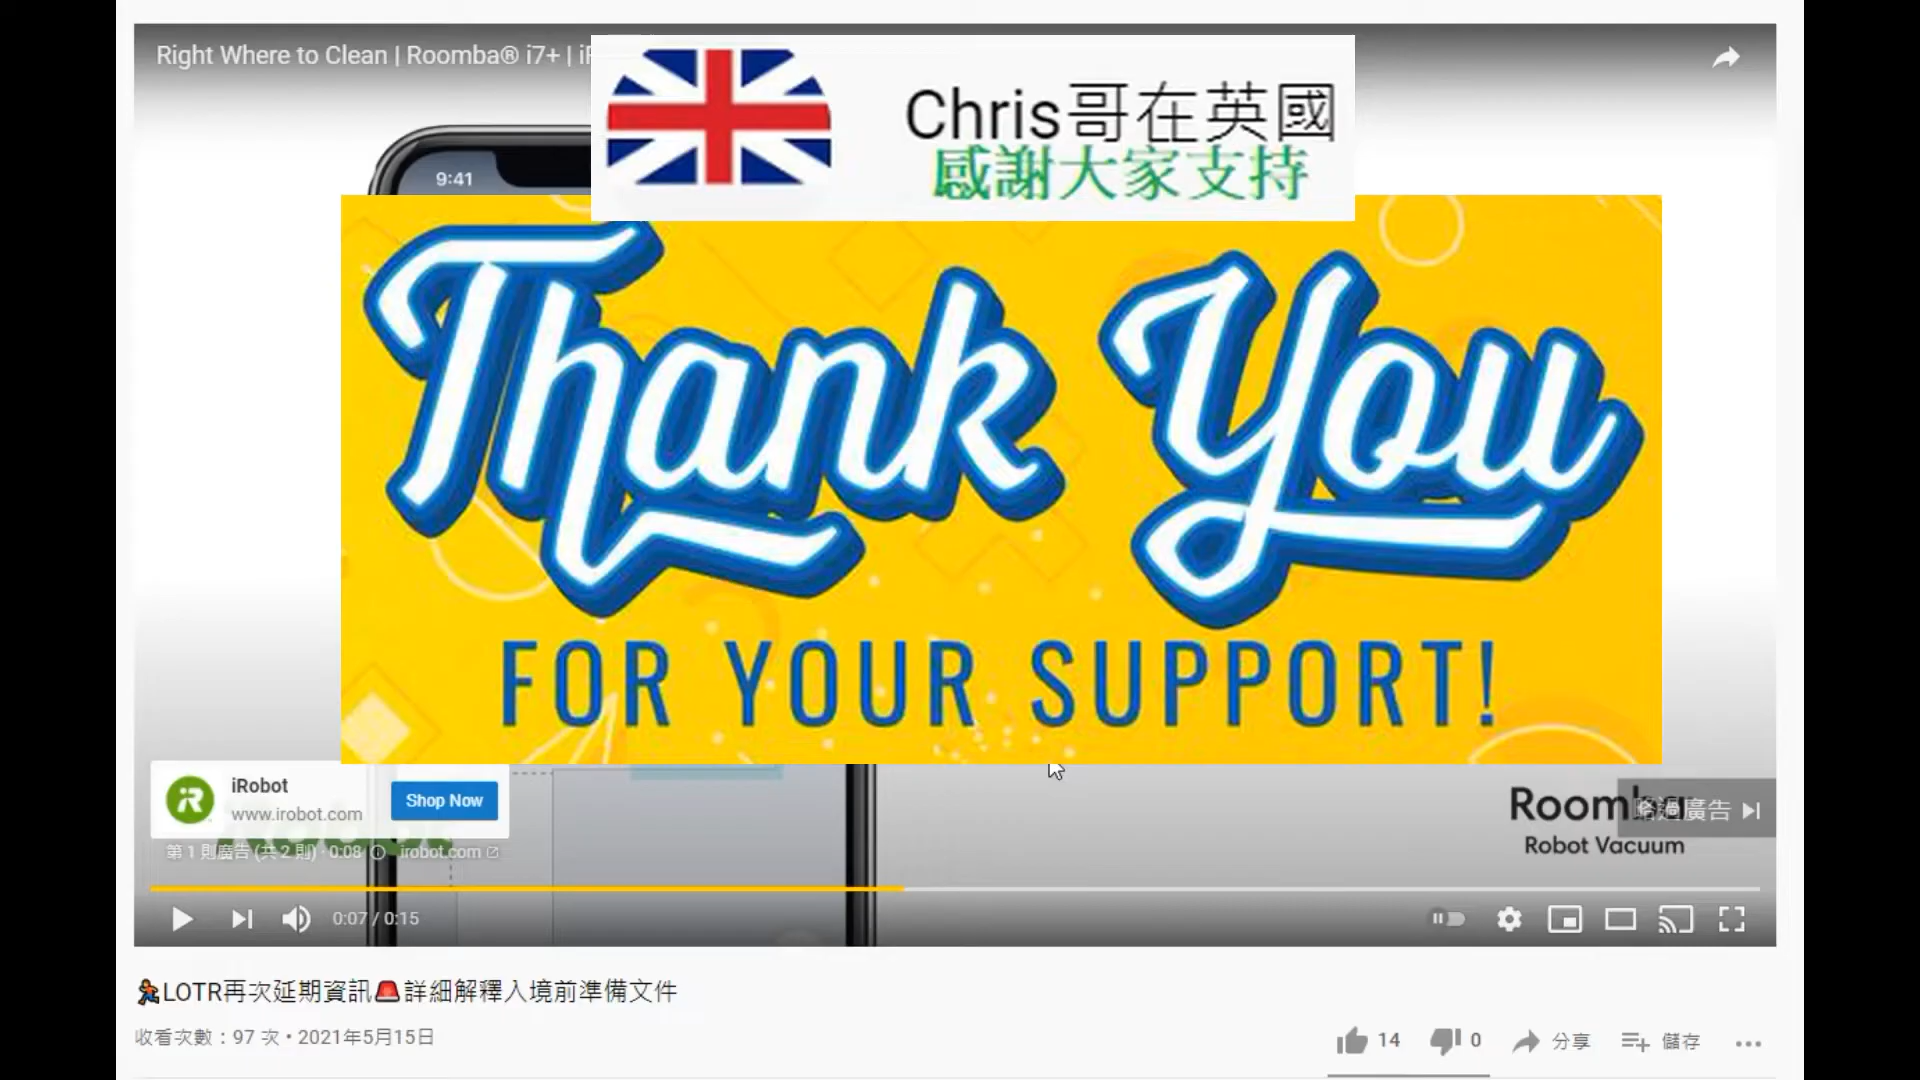 Right Where to Clean | Roomba® i7+ | iR
Chris哥在英國
感謝大家支持
9:41
Thank You
FOR YOUR SUPPORT!
iRobot
www.irobot.com
Shop Now
Roomba
略過廣告
Robot Vacuum
第 1 則廣告 (共 2 則) · 0:08
irobot.com
0:07 / 0:15
LOTR再次延期資訊🚨詳細解釋入境前準備文件
收看次數：97 次 • 2021年5月15日
14
0
分享
儲存